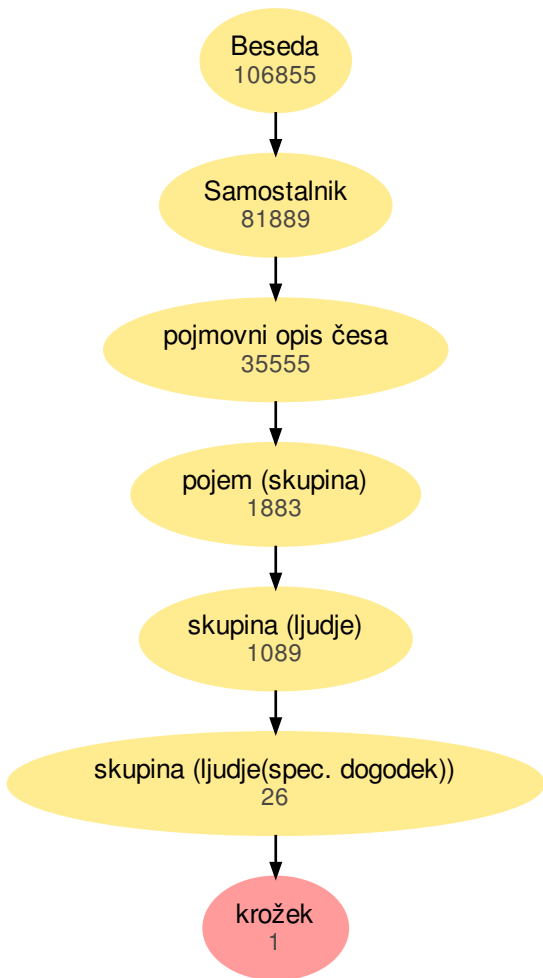 Beseda
106855
Samostalnik
81889
pojmovni opis česa
35555
pojem (skupina)
1883
skupina (ljudje)
1089
skupina (ljudje(spec. dogodek))
26
krožek
1